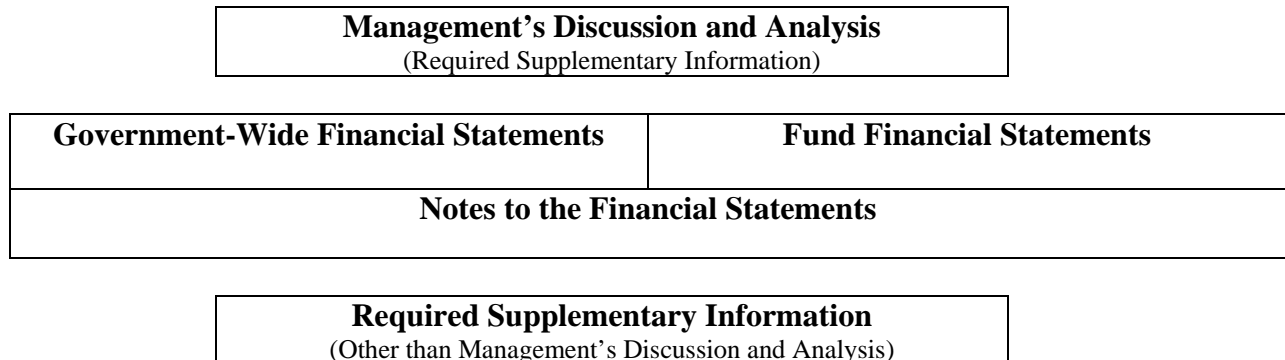 Management’s Discussion and Analysis
(Required Supplementary Information)
Government-Wide Financial Statements
Fund Financial Statements
Notes to the Financial Statements
Required Supplementary Information
(Other than Management’s Discussion and Analysis)